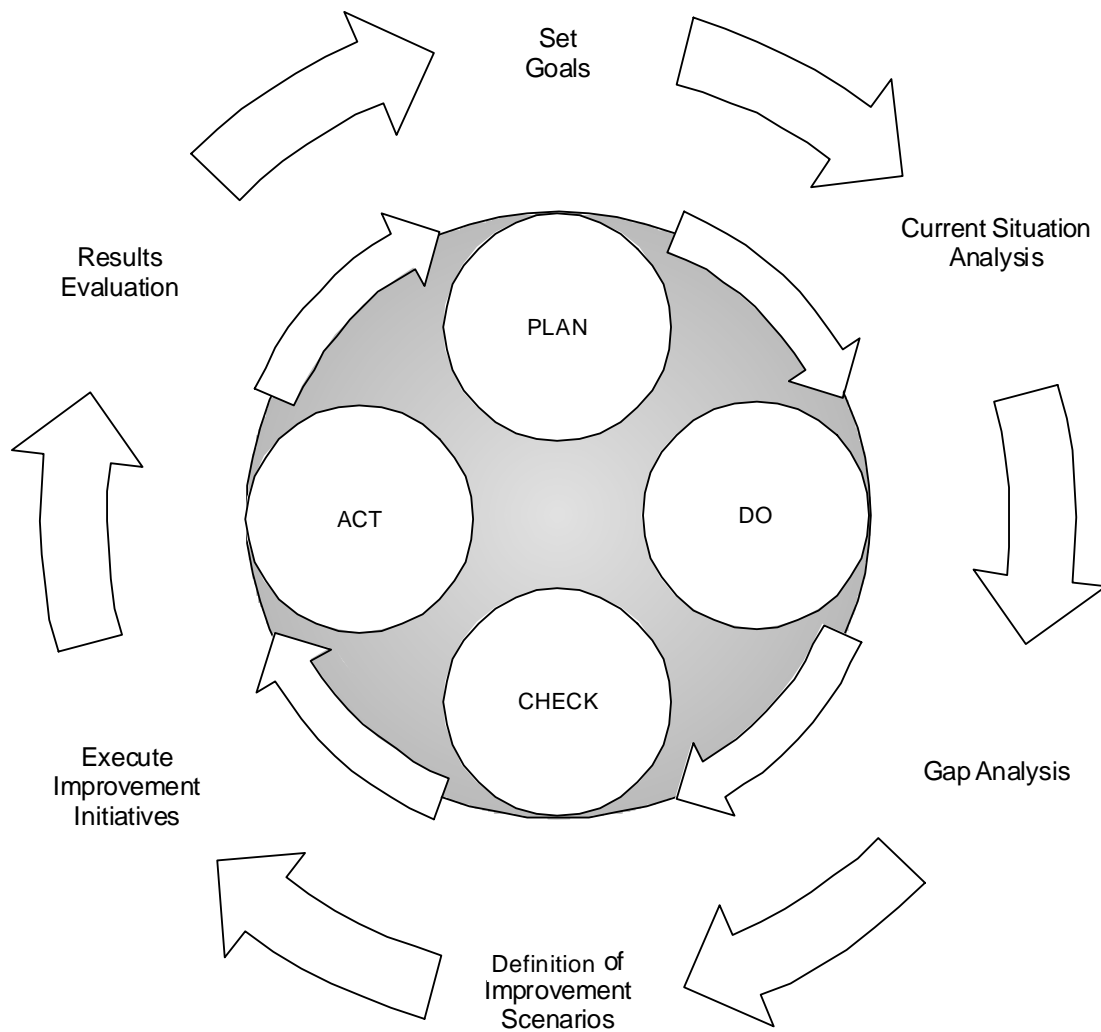 Set
Goals
Current Situation
Analysis
Results
Evaluation
PLAN
ACT
DO
CHECK
Execute
Improvement
Initiatives
Gap Analysis
Definition of
Improvement
Scenarios